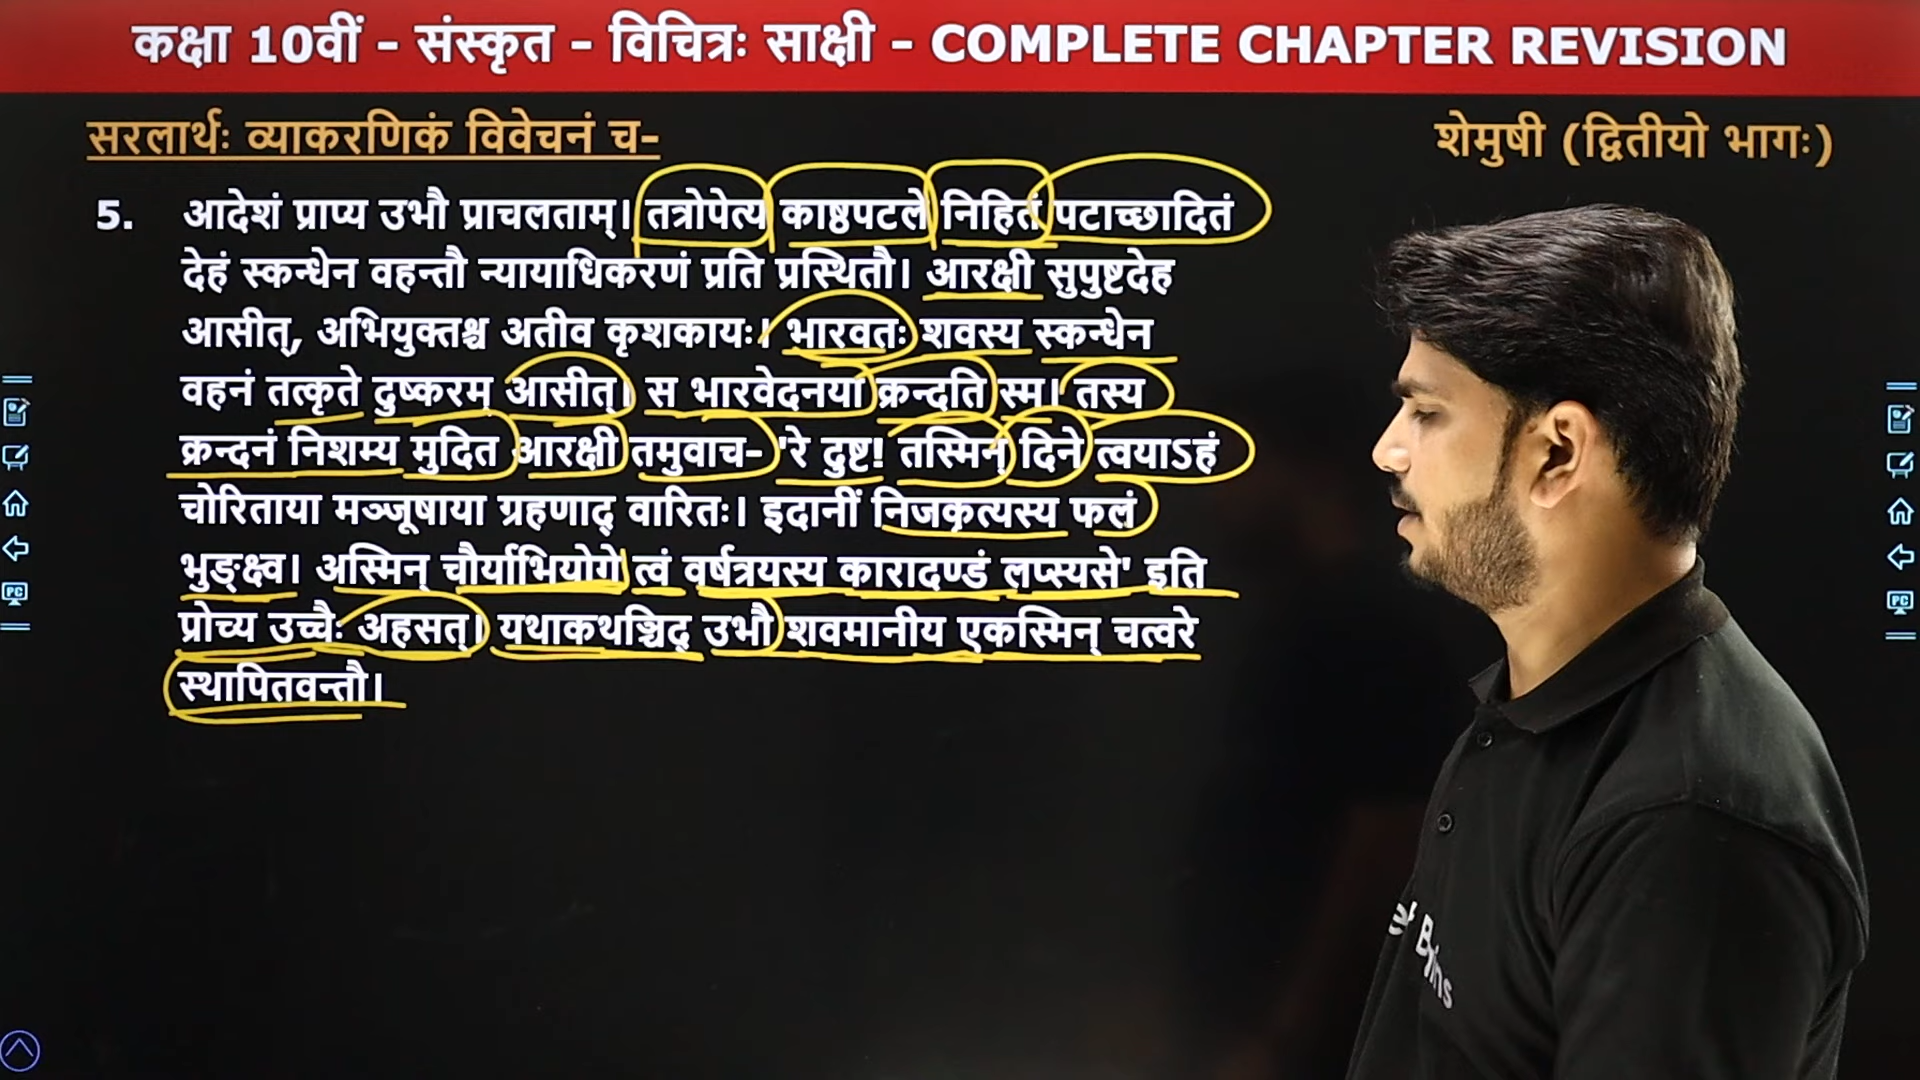 कक्षा 10वीं - संस्कृत - विचित्रः साक्षी - COMPLETE CHAPTER REVISION
सरलार्थः व्याकरणिकं विवेचनं च-
शेमुषी (द्वितीयो भागः)
5. आदेशं प्राप्य उभौ प्राचलताम्। तत्रोपेत्य काष्ठपटले निहितं पटाच्छादितं
देहं स्कन्धेन वहन्तौ न्यायाधिकरणं प्रति प्रस्थितौ। आरक्षी सुपुष्टदेह
आसीत्, अभियुक्तश्च अतीव कृशकायः। भारवतः शवस्य स्कन्धेन
वहनं तत्कृते दुष्करम् आसीत्। स भारवेदनया क्रन्दति स्म। तस्य
क्रन्दनं निशम्य मुदित आरक्षी तमुवाच- 'रे दुष्ट! तस्मिन् दिने त्वयाऽहं
चोरिताया मञ्जूषाया ग्रहणाद् वारितः। इदानीं निजकृत्यस्य फलं
भुङ्क्ष्व। अस्मिन् चौर्याभियोगे त्वं वर्षत्रयस्य कारादण्डं लप्स्यसे' इति
प्रोच्य उच्चैः अहसत्। यथाकथञ्चिद् उभौ शवमानीय एकस्मिन् चत्वरे
स्थापितवन्तौ।
PC
PC